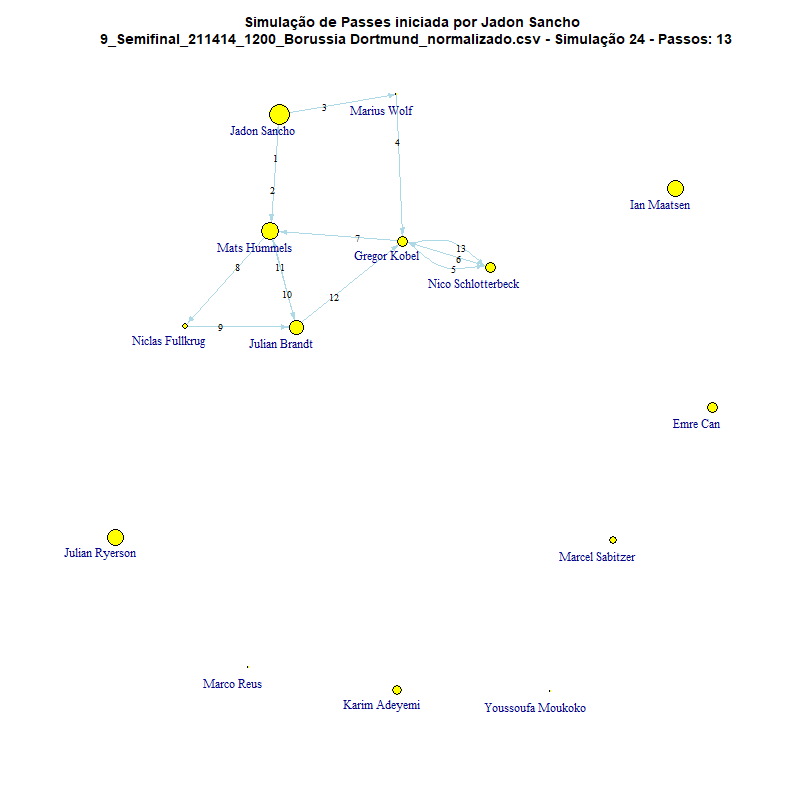 Simulação de Passes iniciada por Jadon Sancho
9_Semifinal_211414_1200_Borussia Dortmund_normalizado.csv - Simulação 24 - Passos: 13
3
Marius Wolf
Jadon Sancho
4
1
2
Ian Maatsen
7
Mats Hummels
13
Gregor Kobel
6
8
11
5
Nico Schlotterbeck
10
12
9
Niclas Fullkrug
Julian Brandt
Emre Can
Julian Ryerson
Marcel Sabitzer
Marco Reus
Karim Adeyemi
Youssoufa Moukoko